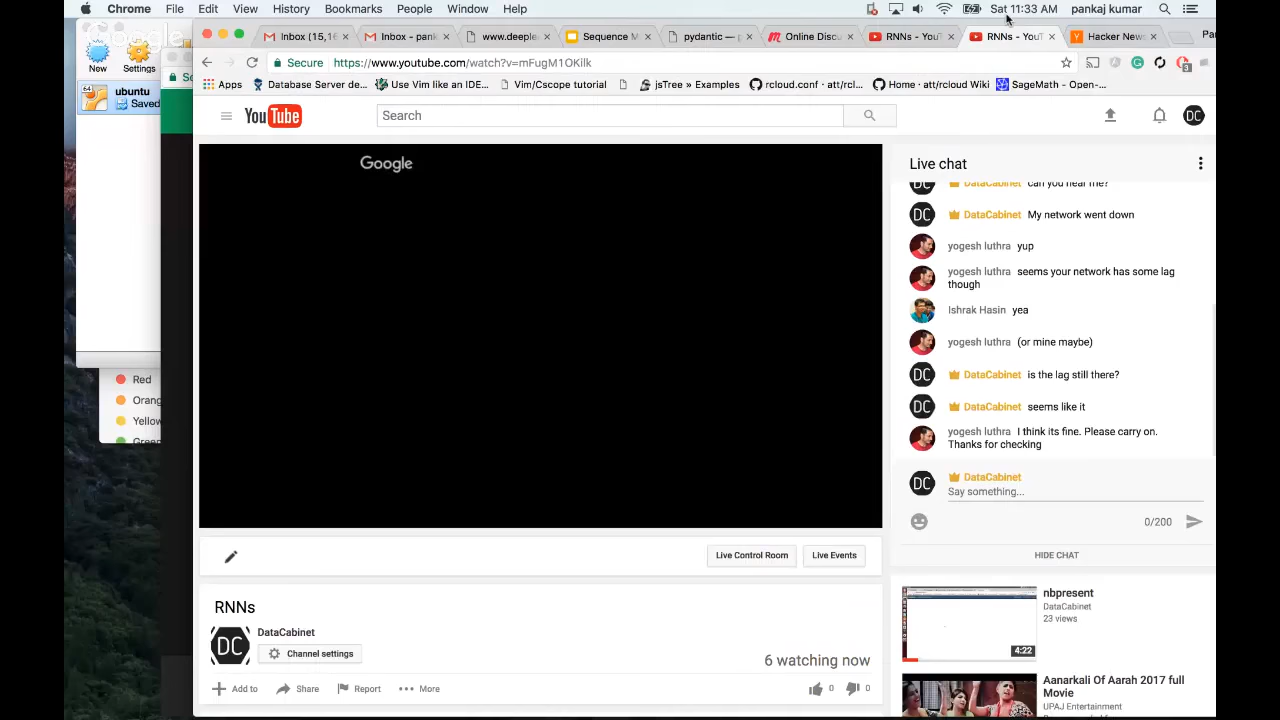 Chrome File Edit View History Bookmarks People Window Help
Sat 11:33 AM pankaj kumar
Google
Inbox (15,1
Inbox - pank
www.deeple
Sequence M
pydantic —
Online Discu
RNNs - YouT
RNNs - YouT
Hacker New
New
Settings
Secure https://www.youtube.com/watch?v=mFugM1OKilk
Apps Database Server de... Use Vim like an IDE... Vim/Cscope tutorial jsTree » Examples rcloud.conf · att/rcl... Home · att/rcloud Wiki SageMath - Open-...
ubuntu
Saved
YouTube
Search
DC
Google
Live chat
DataCabinet can you hear me?
DataCabinet My network went down
yogesh luthra yup
yogesh luthra seems your network has some lag
though
Ishrak Hasin yea
yogesh luthra (or mine maybe)
DataCabinet is the lag still there?
DataCabinet seems like it
yogesh luthra I think its fine. Please carry on.
Thanks for checking
DataCabinet
Say something...
0/200
HIDE CHAT
Red
Orang
Yellow
Green
Live Control Room
Live Events
RNNs
DC
DataCabinet
Channel settings
6 watching now
Add to Share Report More
0 0
nbpresent
DataCabinet
23 views
4:22
Aankakali Of Aarah 2017 full
Movie
UPAJ Entertainment